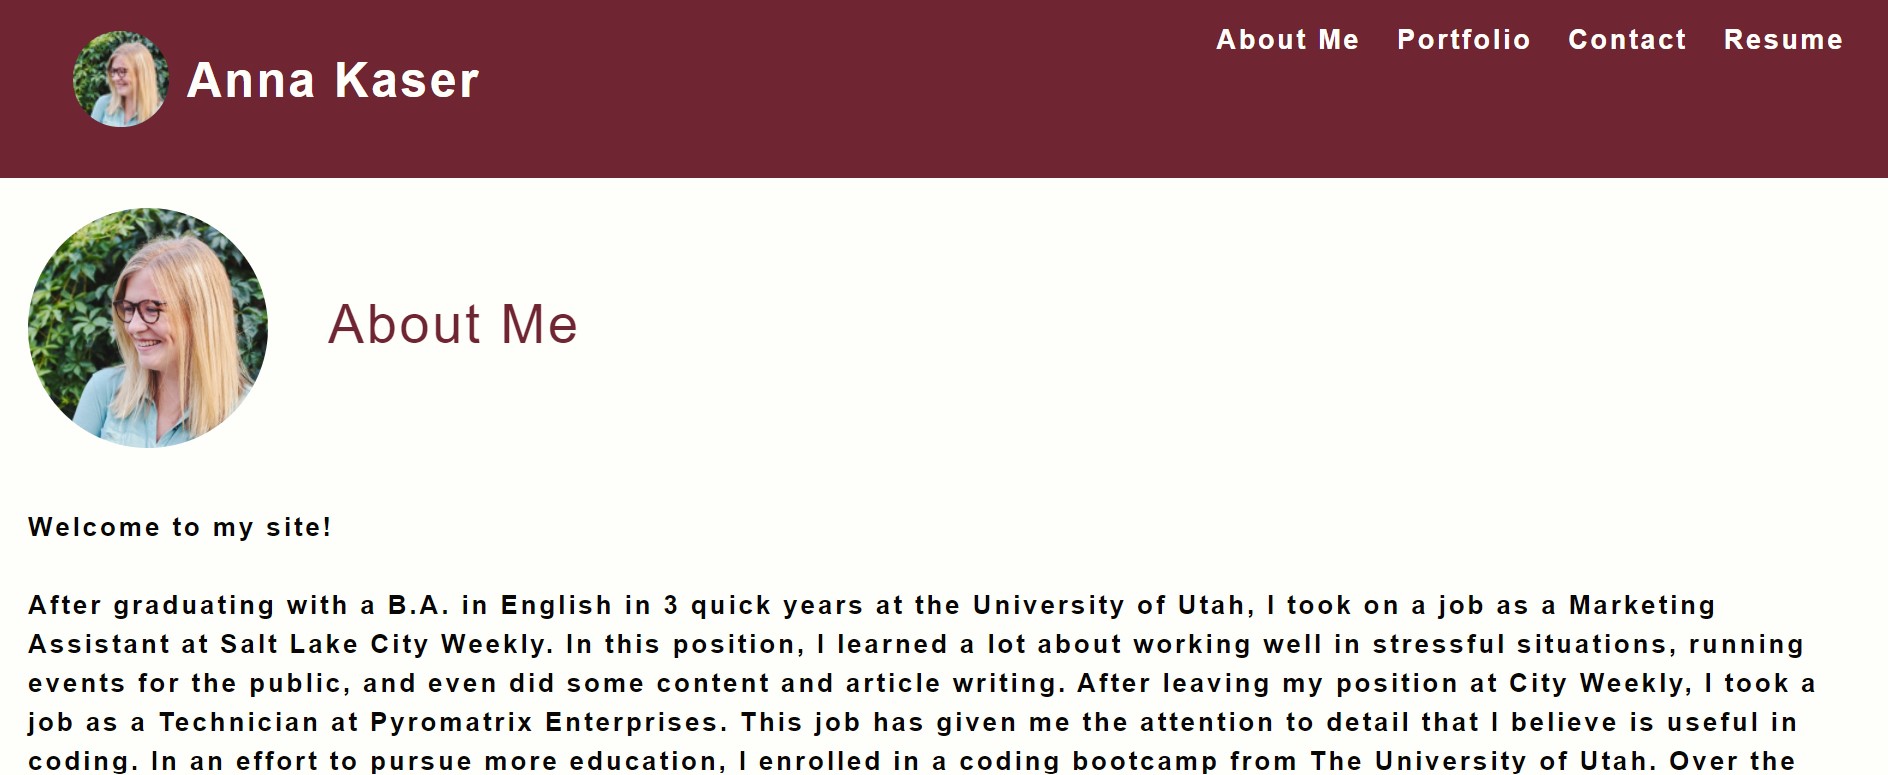 Anna Kaser
About Me Portfolio Contact Resume
About Me
Welcome to my site!
After graduating with a B.A. in English in 3 quick years at the University of Utah, I took on a job as a Marketing
Assistant at Salt Lake City Weekly. In this position, I learned a lot about working well in stressful situations, running
events for the public, and even did some content and article writing. After leaving my position at City Weekly, I took a
job as a Technician at Pyromatrix Enterprises. This job has given me the attention to detail that I believe is useful in
coding. In an effort to pursue more education, I enrolled in a coding bootcamp from The University of Utah. Over the